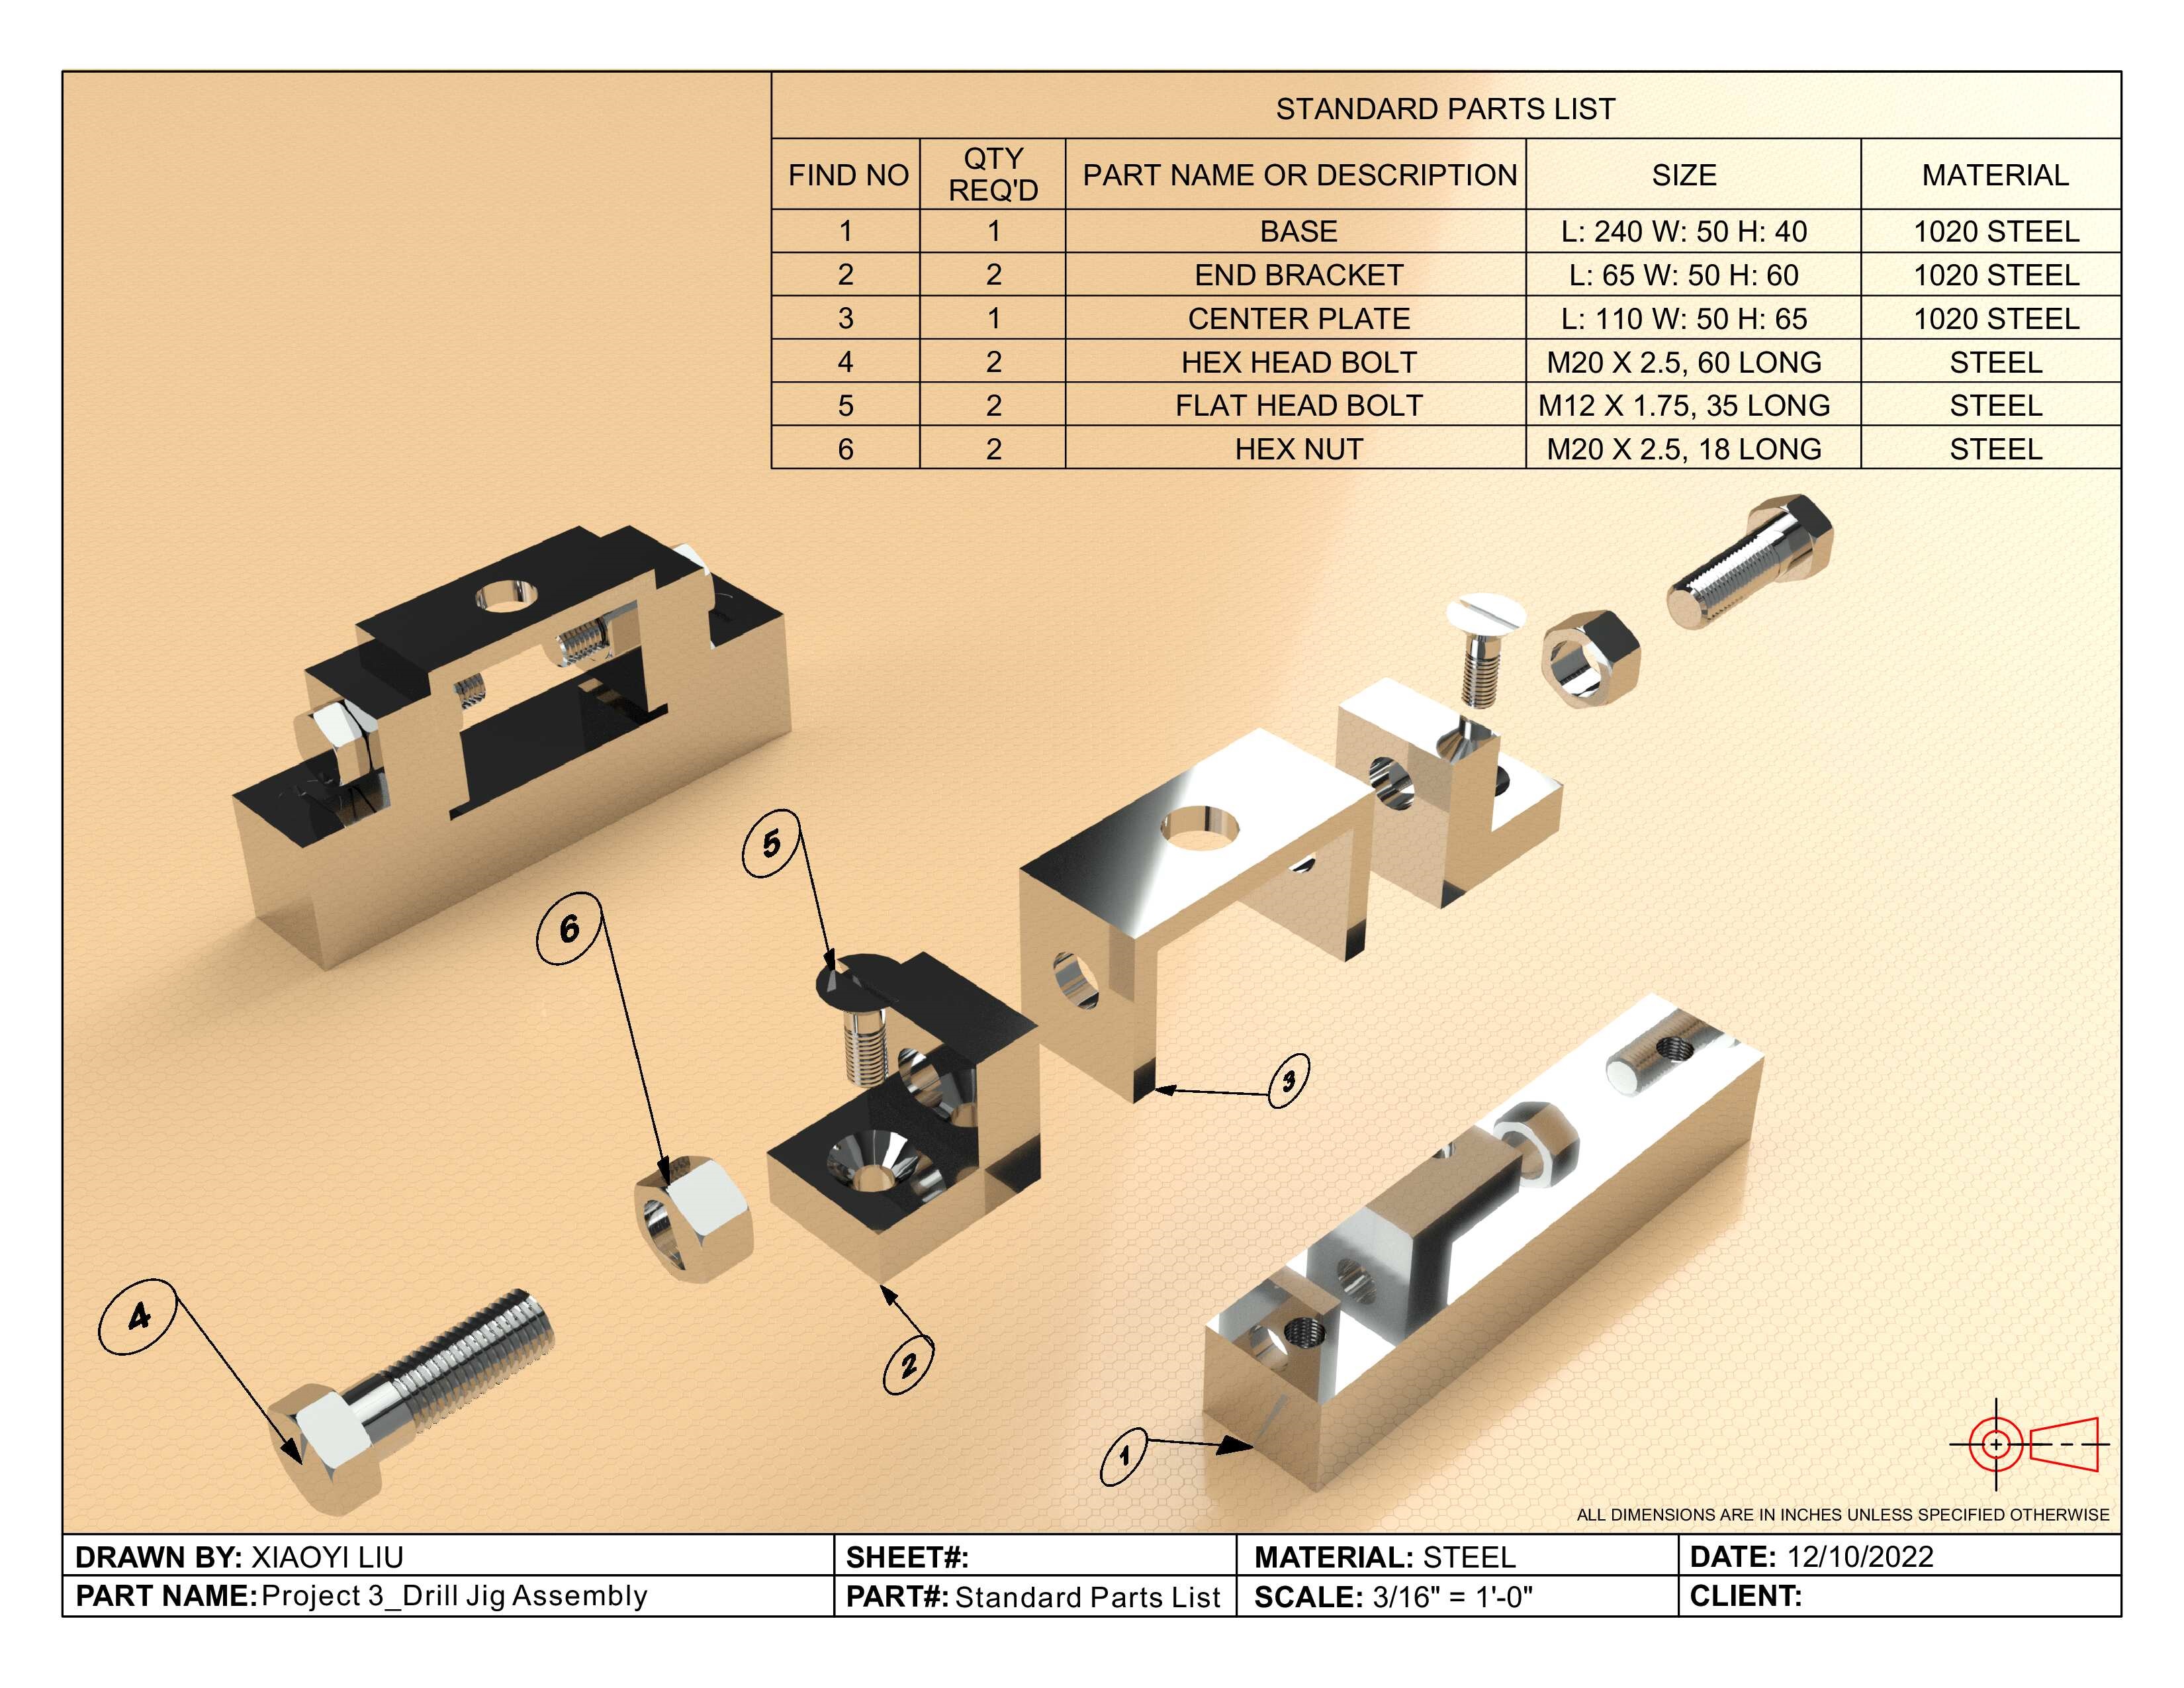 STANDARD PARTS LIST
FIND NO QTY REQ'D PART NAME OR DESCRIPTION SIZE MATERIAL
1 1 BASE L: 240 W: 50 H: 40 1020 STEEL
2 2 END BRACKET L: 65 W: 50 H: 60 1020 STEEL
3 1 CENTER PLATE L: 110 W: 50 H: 65 1020 STEEL
4 2 HEX HEAD BOLT M20 X 2.5, 60 LONG STEEL
5 2 FLAT HEAD BOLT M12 X 1.75, 35 LONG STEEL
6 2 HEX NUT M20 X 2.5, 18 LONG STEEL
5
6
3
4
2
1
ALL DIMENSIONS ARE IN INCHES UNLESS SPECIFIED OTHERWISE
DRAWN BY: XIAOYI LIU SHEET#: MATERIAL: STEEL DATE: 12/10/2022
PART NAME: Project 3_Drill Jig Assembly PART#: Standard Parts List SCALE: 3/16" = 1'-0" CLIENT: